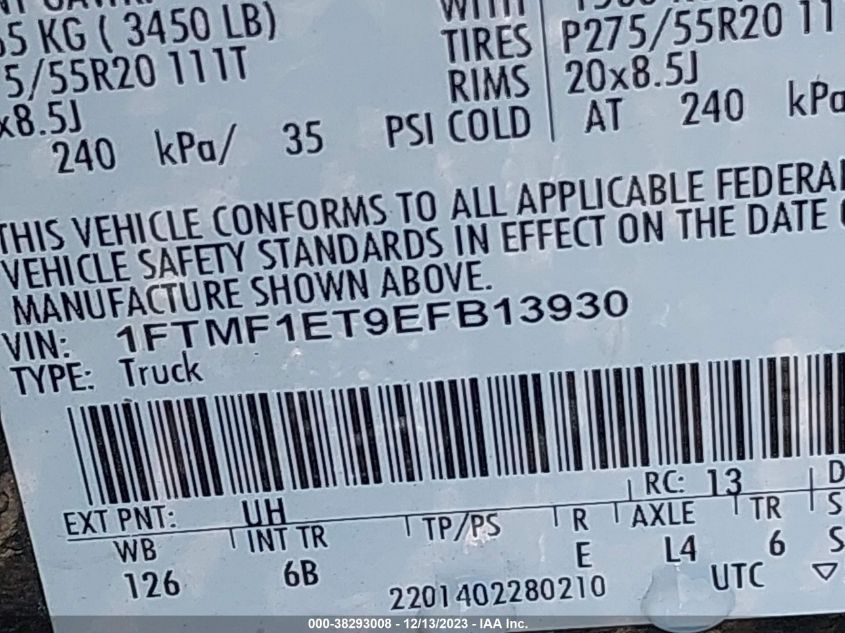 5 KG ( 3450 LB)
WITH
5/55R20 111T
TIRES P275/55R20 11
x8.5J
RIMS 20x8.5J
240 kPa/ 35 PSI COLD AT 240 kPa
THIS VEHICLE CONFORMS TO ALL APPLICABLE FEDERAL
VEHICLE SAFETY STANDARDS IN EFFECT ON THE DATE
MANUFACTURE SHOWN ABOVE.
VIN: 1FTMF1ET9EFB13930
TYPE: Truck
EXT PNT: UH RC: 13 D
WB INT TR TP/PS R AXLE TR S
126 6B E L4 6 S
2201402280210 UTC ▽
000-38293008 - 12/13/2023 - IAA Inc.